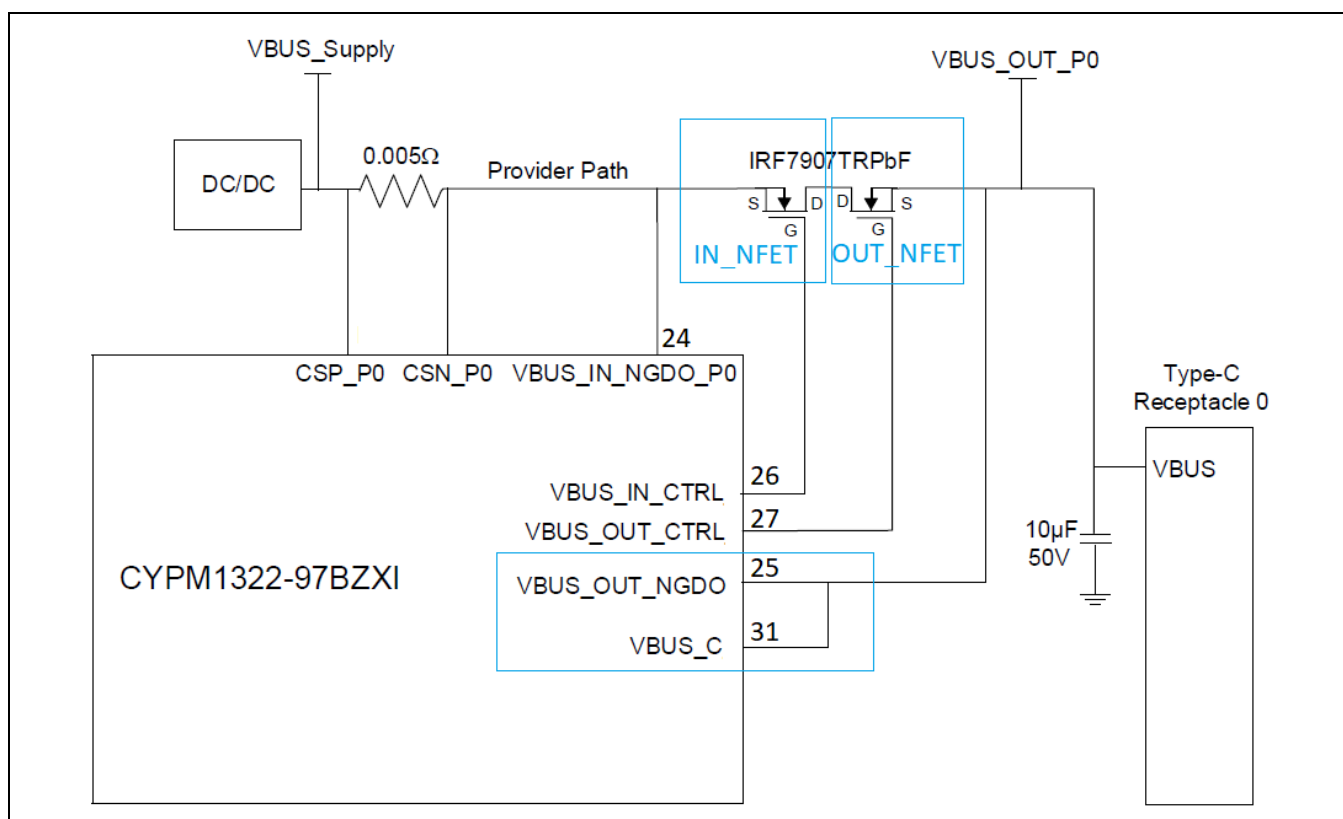 VBUS_Supply
VBUS_OUT_P0
DC/DC
0.005Ω
Provider Path
IRF7907TRPbF
S
D
D
S
G
G
IN_NFET
OUT_NFET
24
CSP_P0
CSN_P0
VBUS_IN_NGDO_P0
Type-C
Receptacle 0
VBUS
26
VBUS_IN_CTRL
27
VBUS_OUT_CTRL
10µF
50V
CYPM1322-97BZXI
25
VBUS_OUT_NGDO
31
VBUS_C